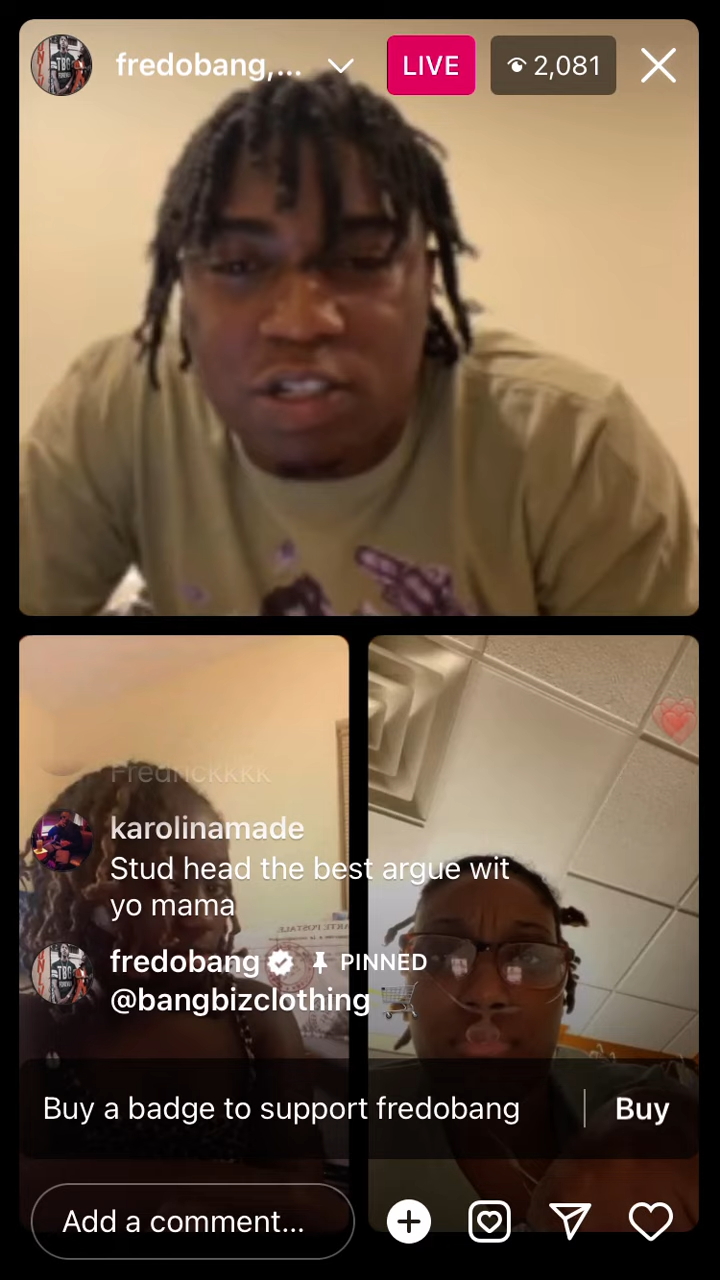 fredobang,...
LIVE
2,081
Fredrickkkk
karolinamade
Stud head the best argue wit
yo mama
fredobang PINNED
@bangbizclothing
Buy a badge to support fredobang
Buy
Add a comment...